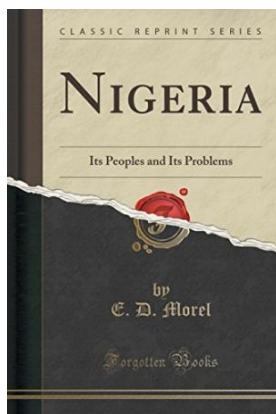 CLASSIC REPRINT SERIES
NIGERIA
Its Peoples and Its Problems
by
E. D. Morel
Forgotten Books